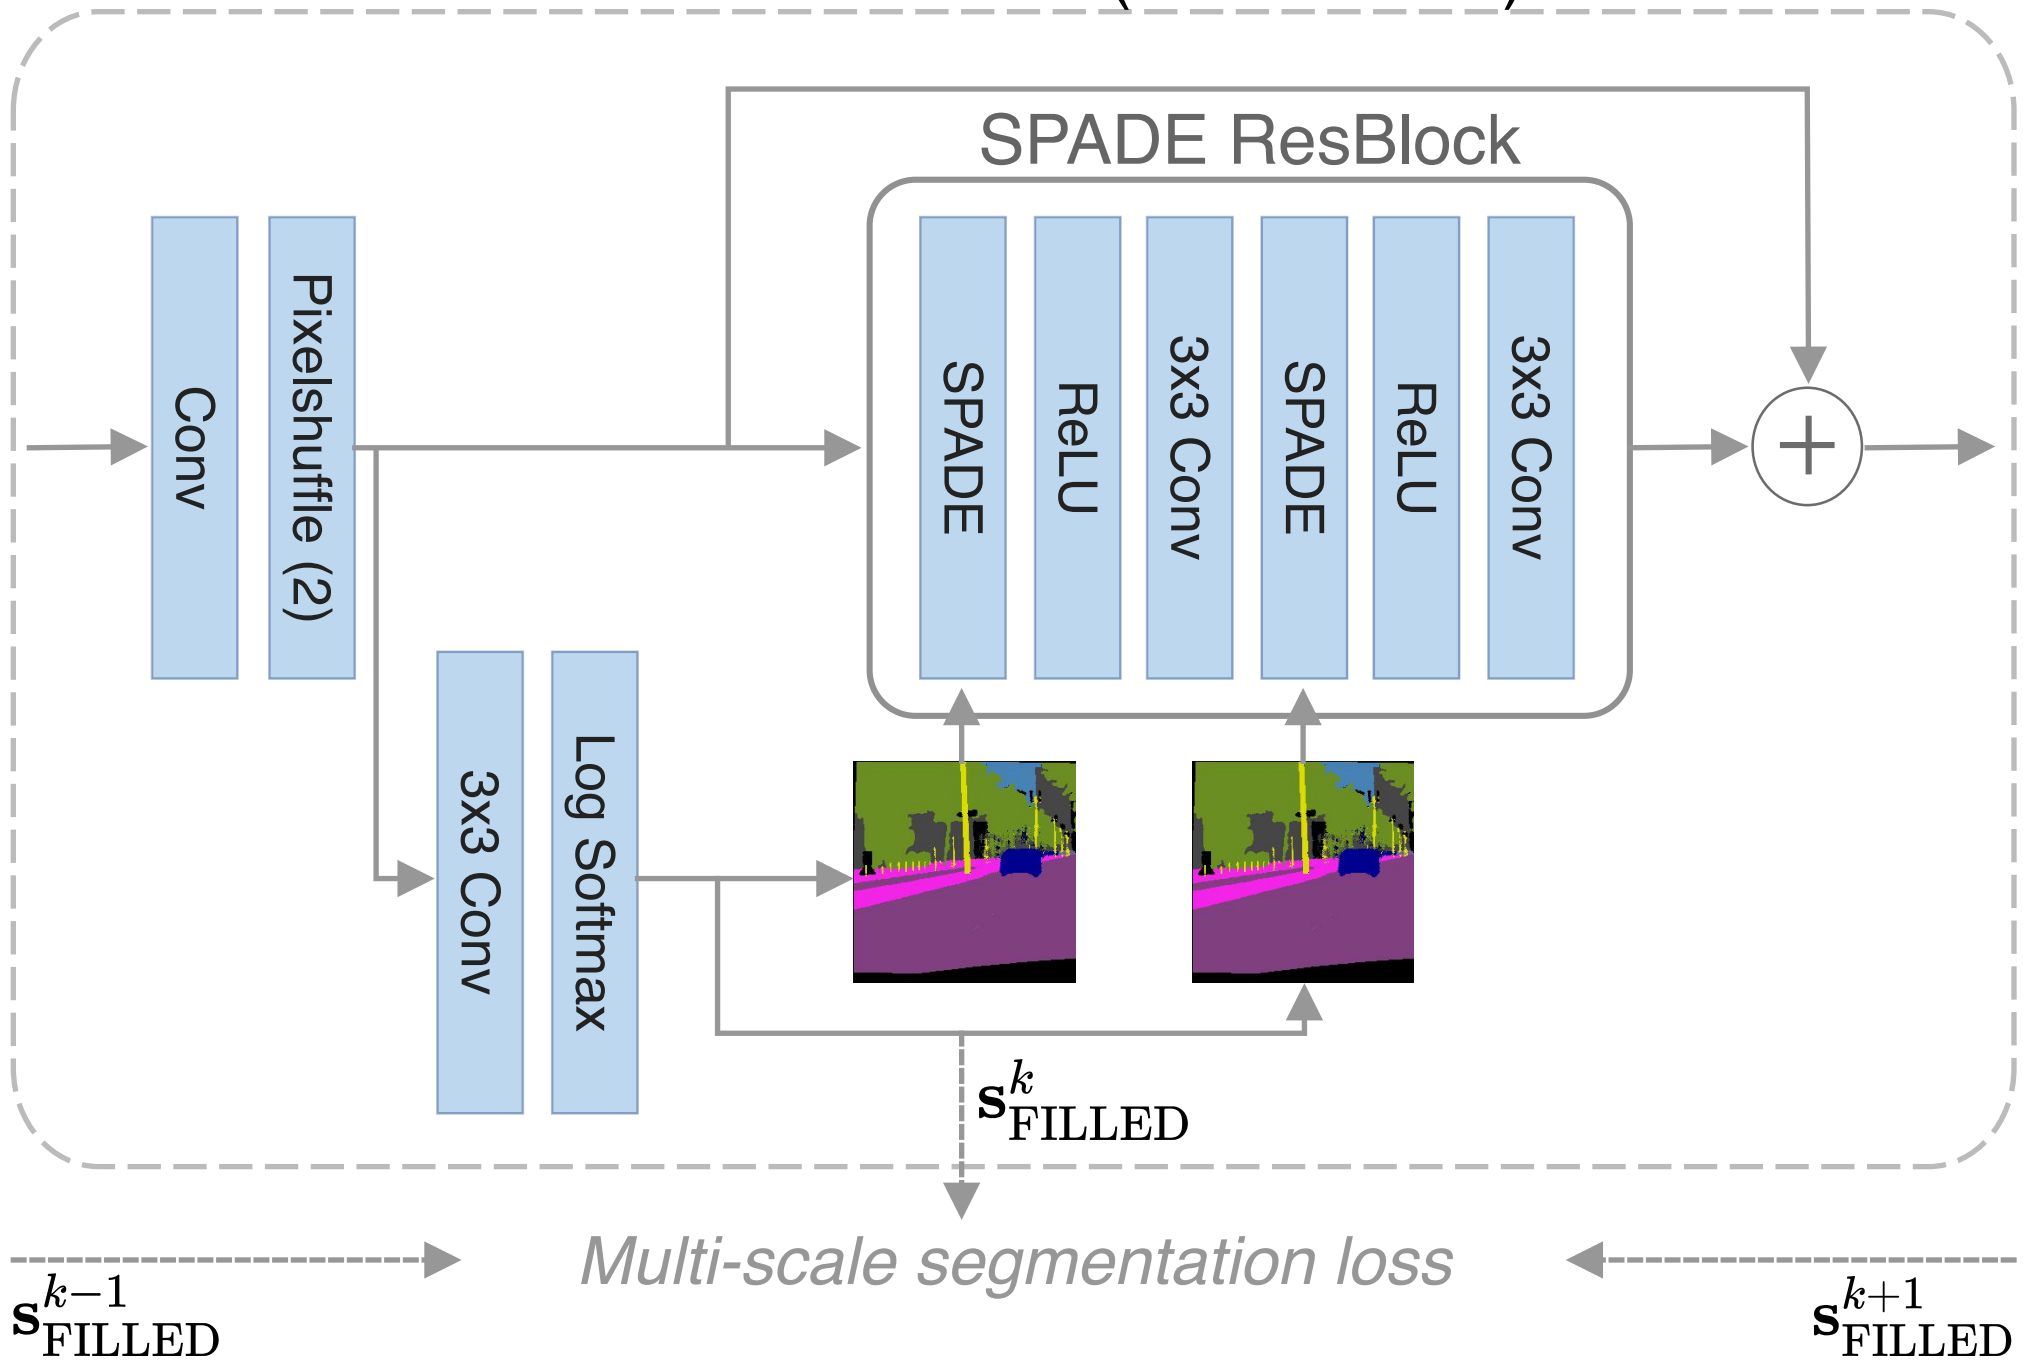 SPADE ResBlock
Conv
Pixelshuffle (2)
SPADE
ReLU
3x3 Conv
SPADE
ReLU
3x3 Conv
+
3x3 Conv
Log Softmax
s^k_FILLED
Multi-scale segmentation loss
s^{k-1}_FILLED
s^{k+1}_FILLED